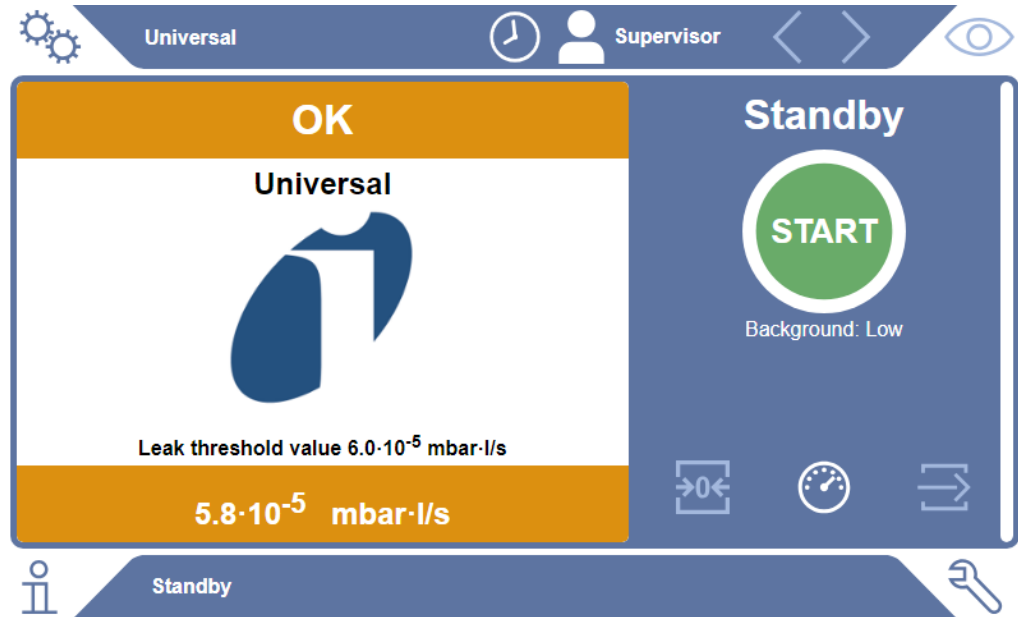 Universal
Supervisor
OK
Universal
Leak threshold value 6.0·10⁻⁵ mbar·l/s
5.8·10⁻⁵ mbar·l/s
Standby
START
Background: Low
→0←
Standby